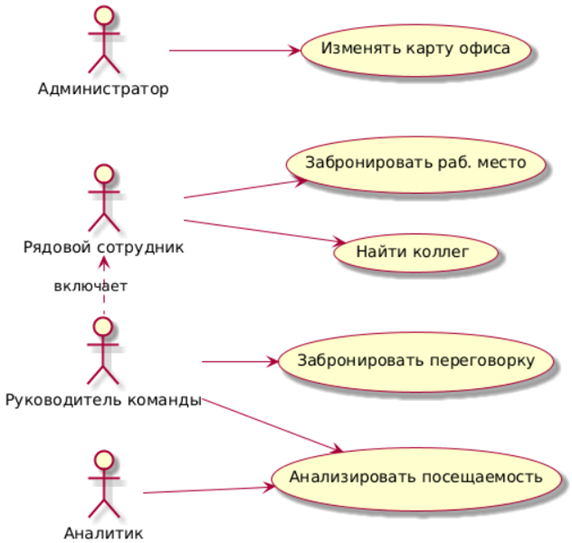 Изменять карту офиса
Администратор
Забронировать раб. место
Рядовой сотрудник
Найти коллег
включает
Забронировать переговорку
Руководитель команды
Анализировать посещаемость
Аналитик